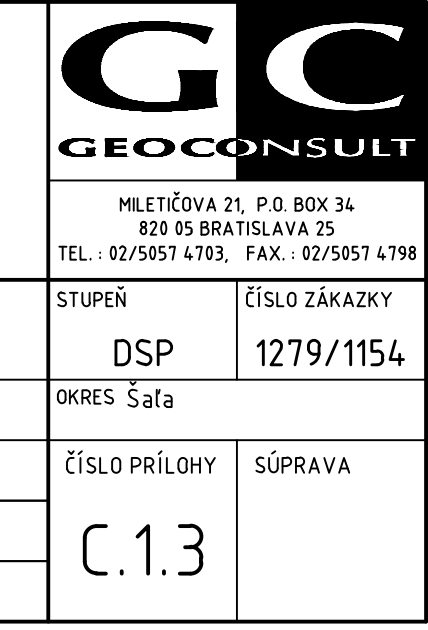 GC
GEOCONSULT
MILETIČOVA 21, P.O. BOX 34
820 05 BRATISLAVA 25
TEL. : 02/5057 4703, FAX. : 02/5057 4798
STUPEŇ
DSP
ČÍSLO ZÁKAZKY
1279/1154
OKRES Šaľa
ČÍSLO PRÍLOHY
C.1.3
SÚPRAVA